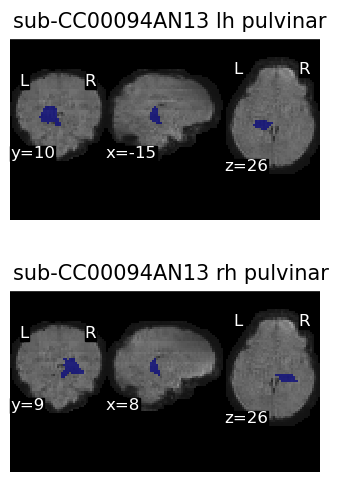 sub-CC00094AN13 lh pulvinar
L R L R
y=10 x=-15 z=26
sub-CC00094AN13 rh pulvinar
L R L R
y=9 x=8 z=26